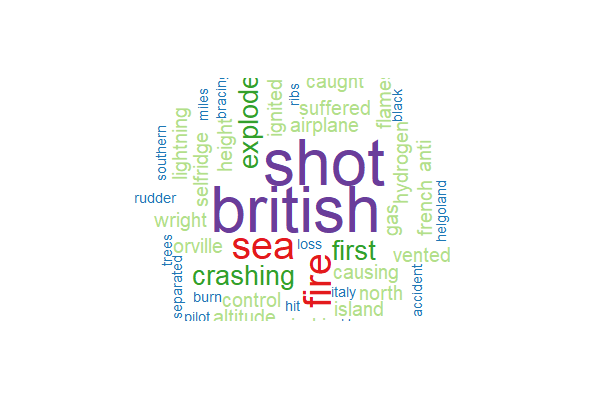 caught
explode
ignited
ribs
bracing
miles
suffered
flames
black
airplane
lightning
height
southern
selfridge
shot
hydrogen
anti
french
british
gas
helgoland
rudder
wright
sea
loss
first
orville
trees
vented
separated
crashing
fire
causing
burn
control
hit
italy
north
accident
island
pilot
altitude